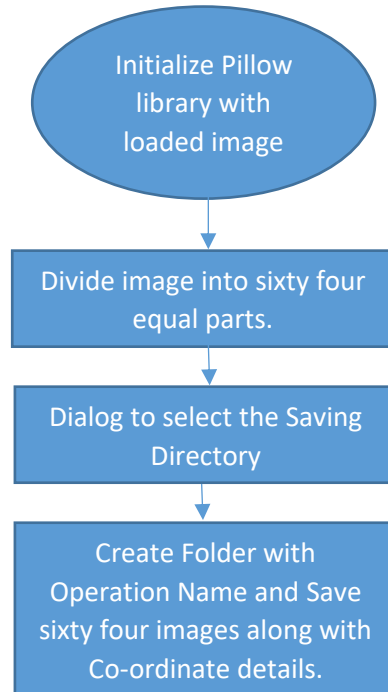 Initialize Pillow
library with
loaded image
Divide image into sixty four
equal parts.
Dialog to select the Saving
Directory
Create Folder with
Operation Name and Save
sixty four images along with
Co-ordinate details.